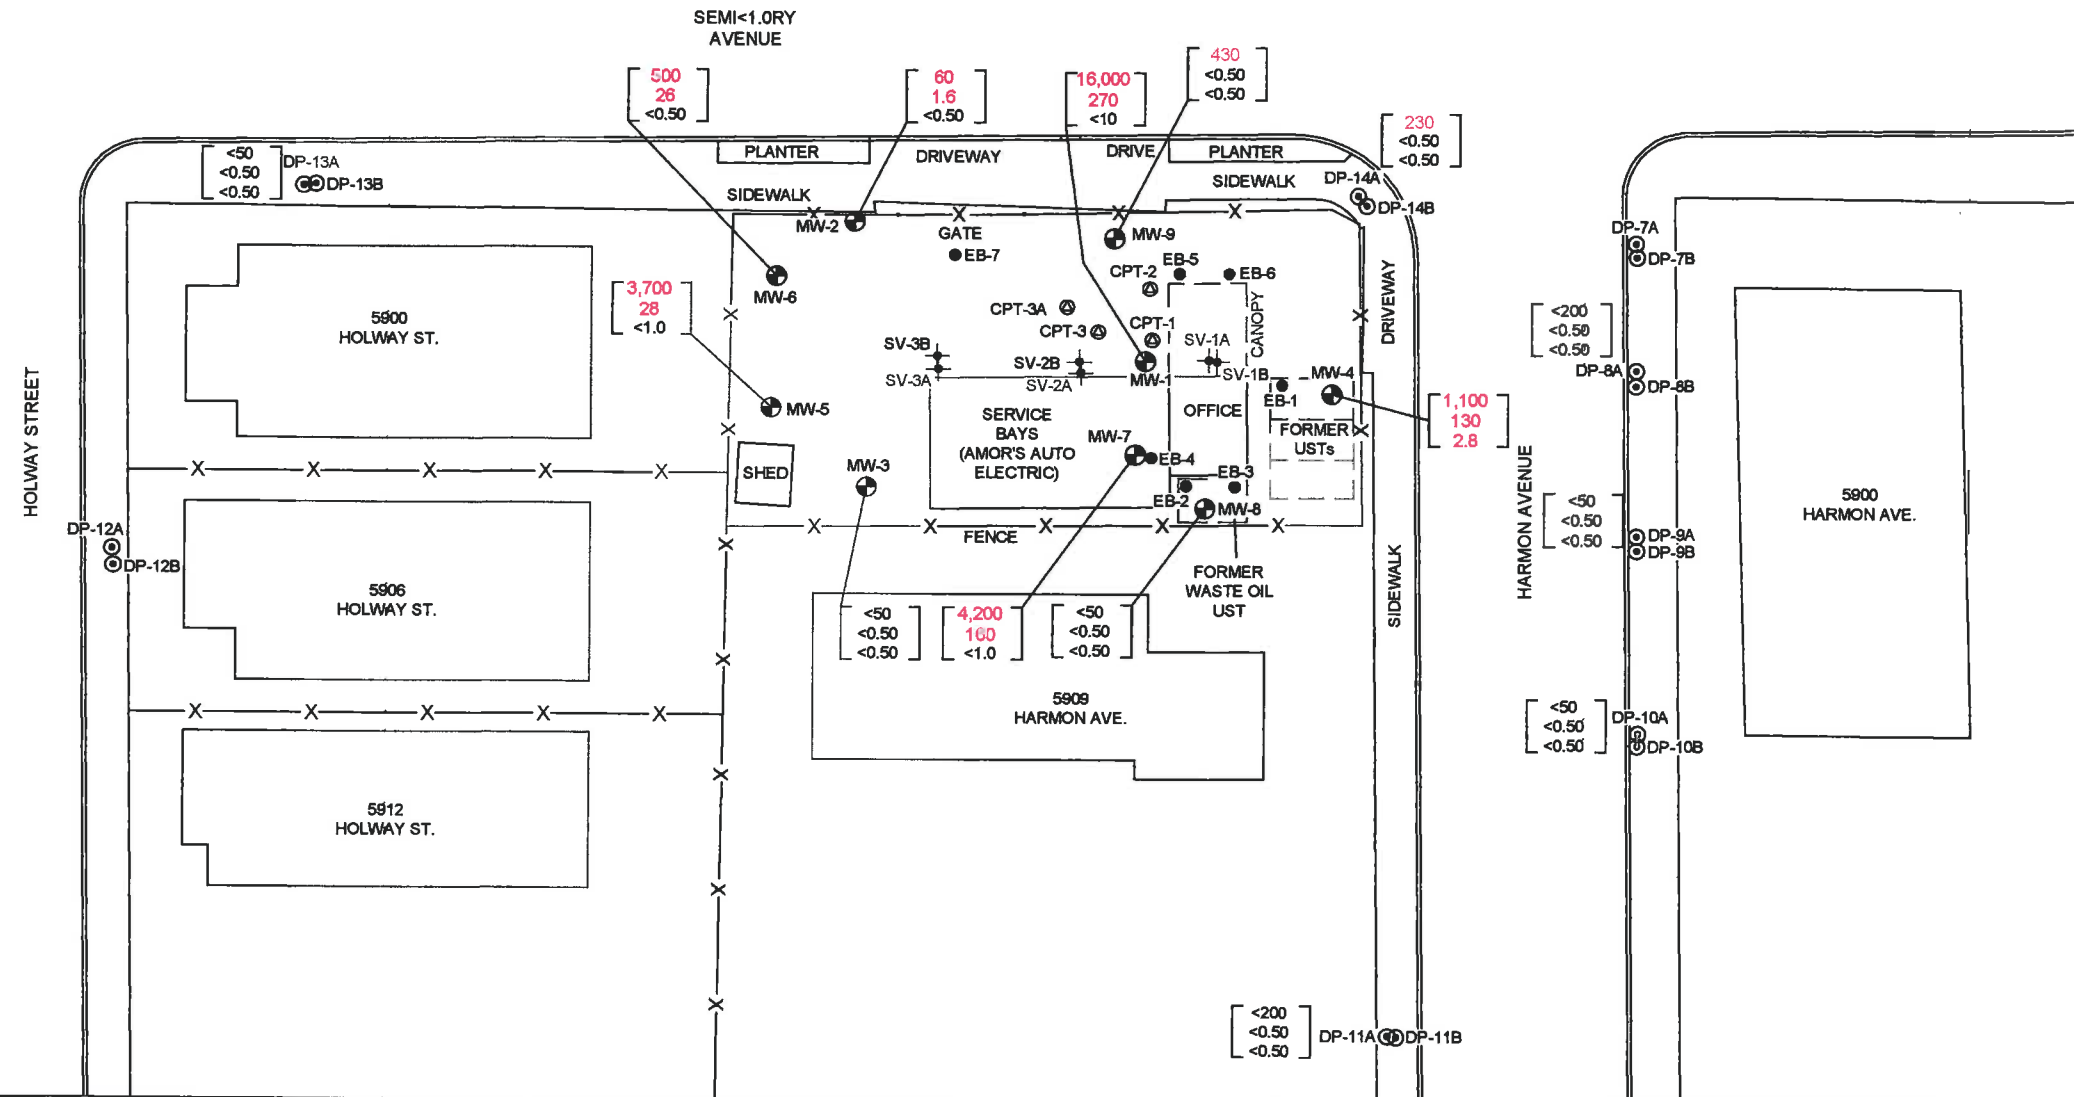 SEMI<1.0RY
AVENUE
500
26
<0.50
60
1.6
<0.50
16,000
270
<10
430
<0.50
<0.50
230
<0.50
<0.50
<50
<0.50
<0.50
DP-13A
DP-13B
PLANTER
DRIVEWAY
DRIVE
PLANTER
SIDEWALK
SIDEWALK
DP-14A
DP-14B
MW-2
GATE
EB-7
MW-9
CPT-2
EB-5
EB-6
MW-6
DP-7A
DP-7B
3,700
28
<1.0
CPT-3A
CPT-3
CPT-1
CANOPY
DRIVEWAY
5900
HOLWAY ST.
<200
<0.50
<0.50
SV-3B
SV-3A
SV-2B
SV-2A
SV-1A
SV-1B
MW-1
MW-4
DP-8A
DP-8B
HOLWAY STREET
MW-5
SERVICE
BAYS
(AMOR'S AUTO
ELECTRIC)
OFFICE
EB-1
FORMER
USTs
1,100
130
2.8
MW-7
EB-4
EB-3
EB-2
MW-8
SHED
MW-3
HARMON AVENUE
<50
<0.50
<0.50
5900
HARMON AVE.
DP-9A
DP-9B
DP-12A
DP-12B
FENCE
FORMER
WASTE OIL
UST
SIDEWALK
5906
HOLWAY ST.
<50
<0.50
<0.50
4,200
160
<1.0
<50
<0.50
<0.50
5909
HARMON AVE.
<50
<0.50
<0.50
DP-10A
DP-10B
5912
HOLWAY ST.
<200
<0.50
<0.50
DP-11A
DP-11B